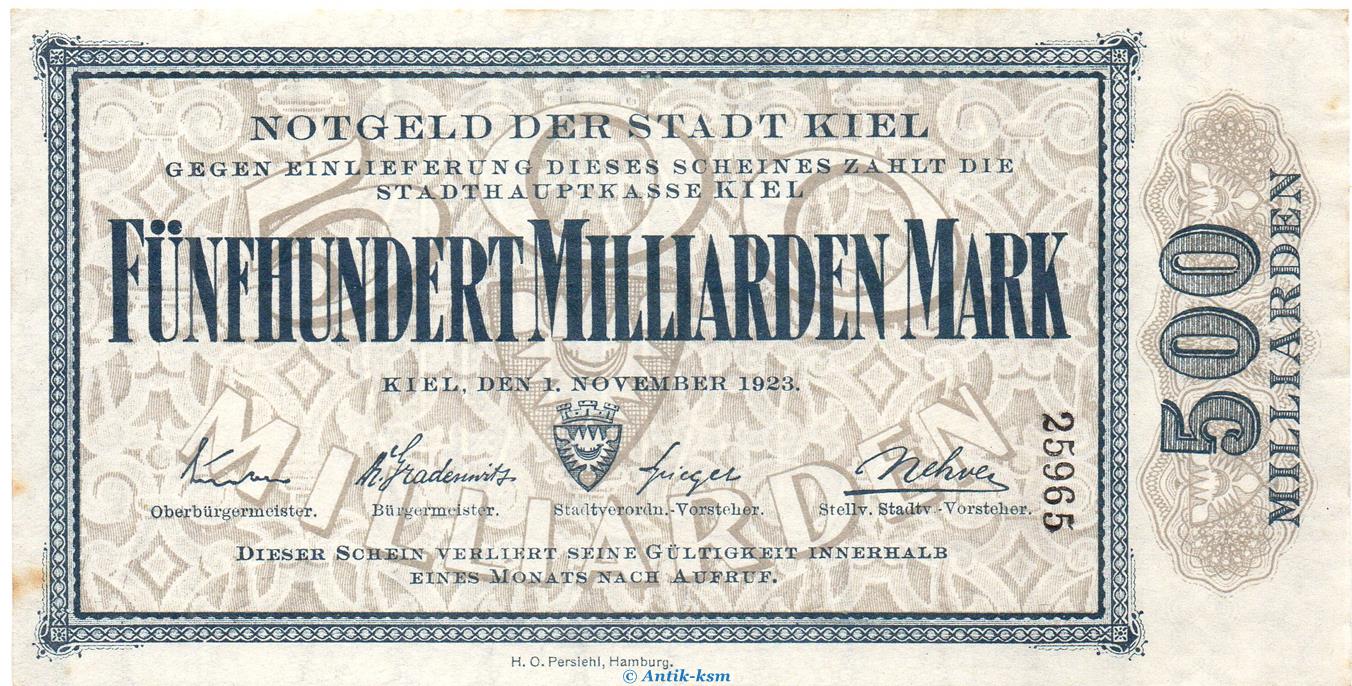 NOTGELD DER STADT KIEL
GEGEN EINLIEFERUNG DIESES SCHEINES ZAHLT DIE
STADTHAUPTKASSE KIEL
500
FÜNFHUNDERT MILLIARDEN MARK
KIEL, DEN 1. NOVEMBER 1923.
MILLIARDEN
M. Gradenwitz
Oberbürgermeister. Bürgermeister. Stadtverordn.-Vorsteher. Stellv. Stadtv.-Vorsteher.
DIESER SCHEIN VERLIERT SEINE GÜLTIGKEIT INNERHALB
EINES MONATS NACH AUFRUF.
25965
500
MILLIARDEN
H. O. Persiehl, Hamburg.
© Antik-ksm